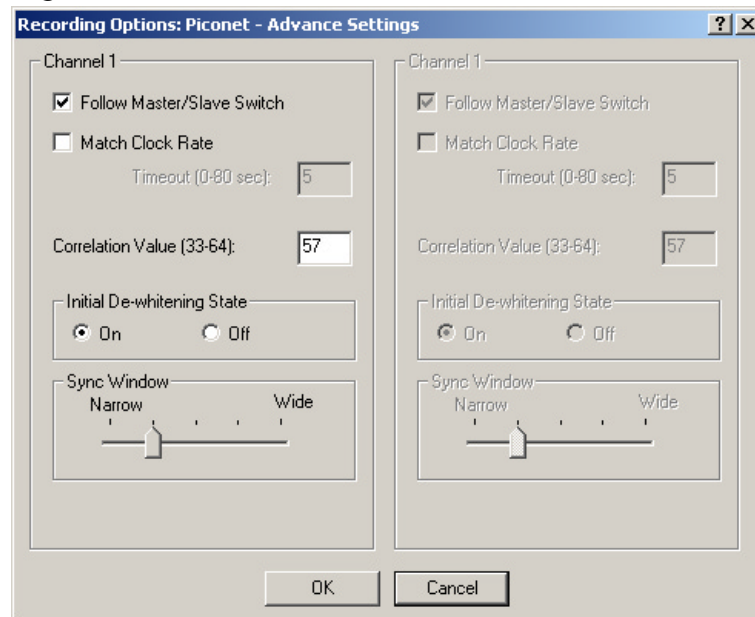 Recording Options: Piconet - Advance Settings
Channel 1
Follow Master/Slave Switch
Match Clock Rate
Timeout (0-80 sec): 5
Correlation Value (33-64): 57
Initial De-whitening State
On Off
Sync Window
Narrow Wide
Channel 1
Follow Master/Slave Switch
Match Clock Rate
Timeout (0-80 sec): 5
Correlation Value (33-64): 57
Initial De-whitening State
On Off
Sync Window
Narrow Wide
OK Cancel